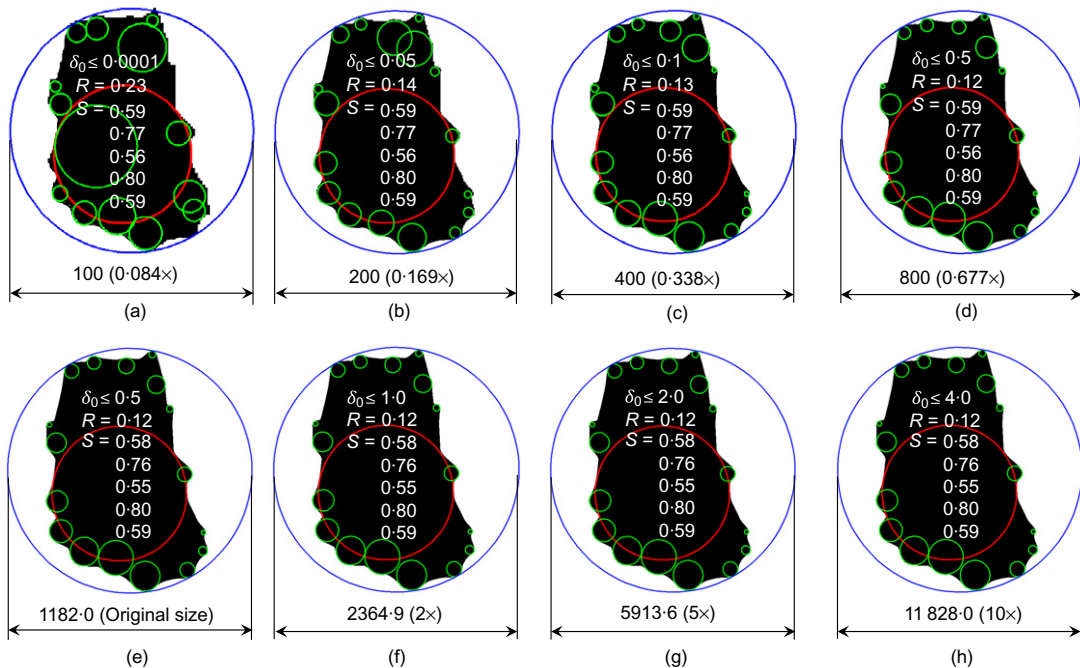 δ₀ ≤ 0·0001
R = 0·23
S = 0·59
0·77
0·56
0·80
0·59
100 (0·084×)
(a)
δ₀ ≤ 0·05
R = 0·14
S = 0·59
0·77
0·56
0·80
0·59
200 (0·169×)
(b)
δ₀ ≤ 0·1
R = 0·13
S = 0·59
0·77
0·56
0·80
0·59
400 (0·338×)
(c)
δ₀ ≤ 0·5
R = 0·12
S = 0·59
0·77
0·56
0·80
0·59
800 (0·677×)
(d)
δ₀ ≤ 0·5
R = 0·12
S = 0·58
0·76
0·55
0·80
0·59
1182·0 (Original size)
(e)
δ₀ ≤ 1·0
R = 0·12
S = 0·58
0·76
0·55
0·80
0·59
2364·9 (2×)
(f)
δ₀ ≤ 2·0
R = 0·12
S = 0·58
0·76
0·55
0·80
0·59
5913·6 (5×)
(g)
δ₀ ≤ 4·0
R = 0·12
S = 0·58
0·76
0·55
0·80
0·59
11 828·0 (10×)
(h)